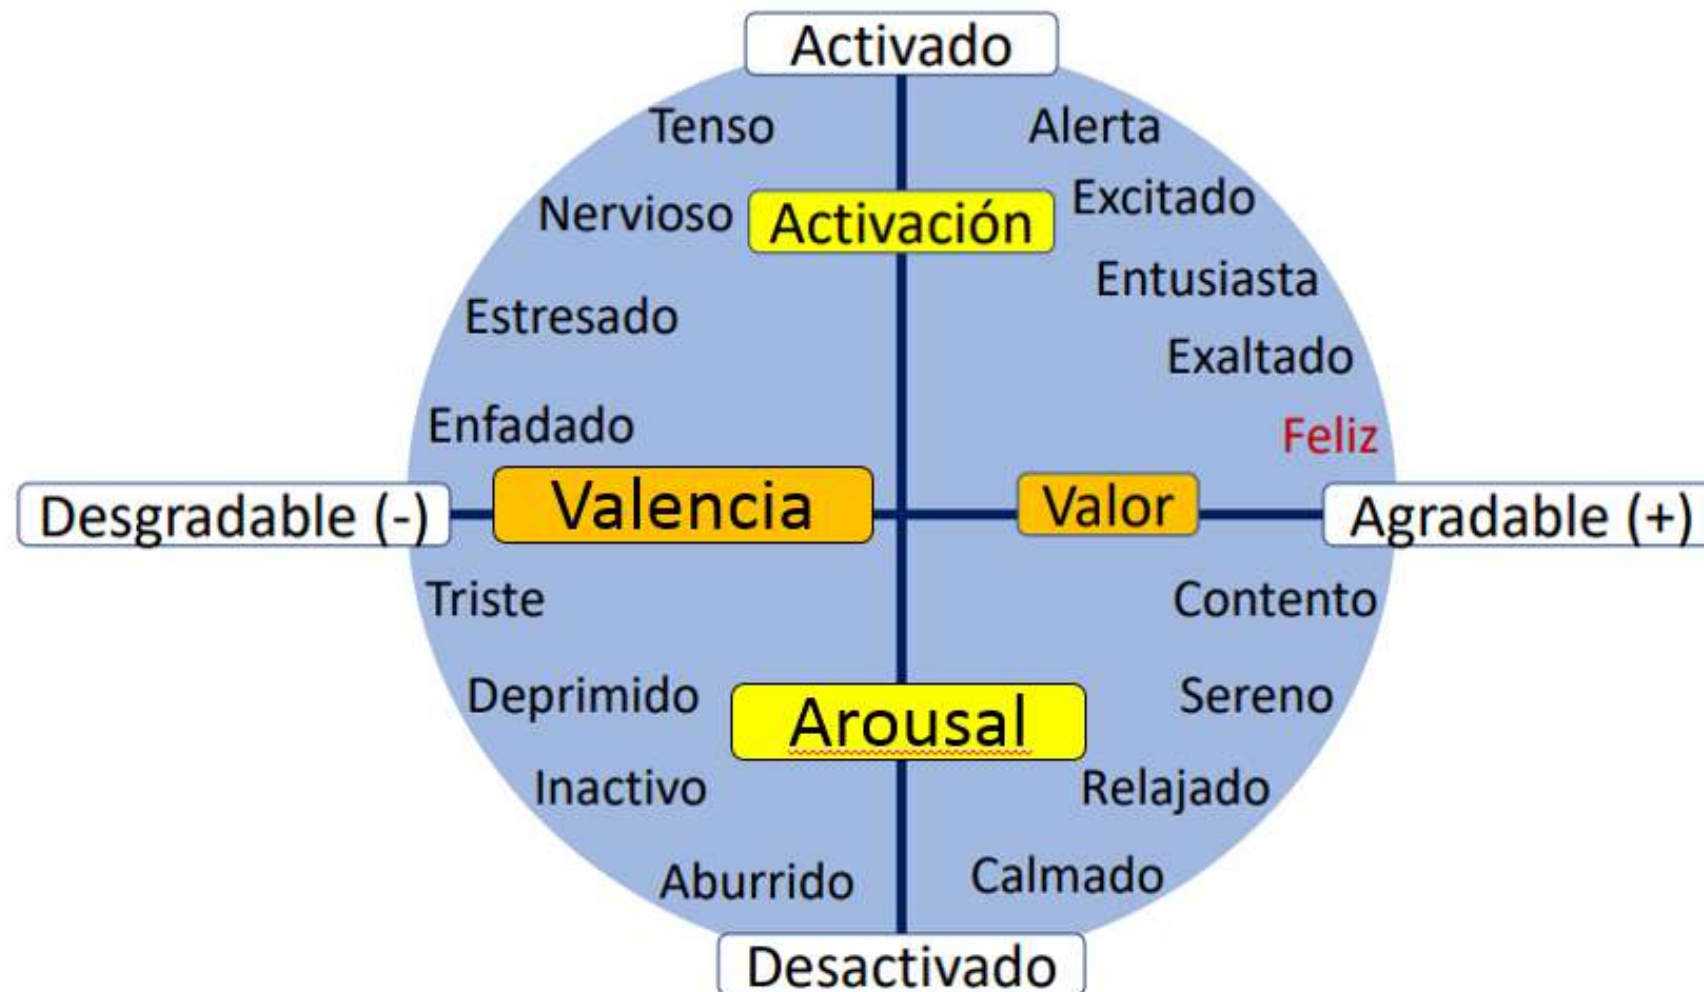 Activado
Tenso
Alerta
Nervioso
Activación
Excitado
Entusiasta
Estresado
Exaltado
Enfadado
Feliz
Desgradable (-)
Valencia
Valor
Agradable (+)
Triste
Contento
Deprimido
Arousal
Sereno
Inactivo
Relajado
Aburrido
Calmado
Desactivado